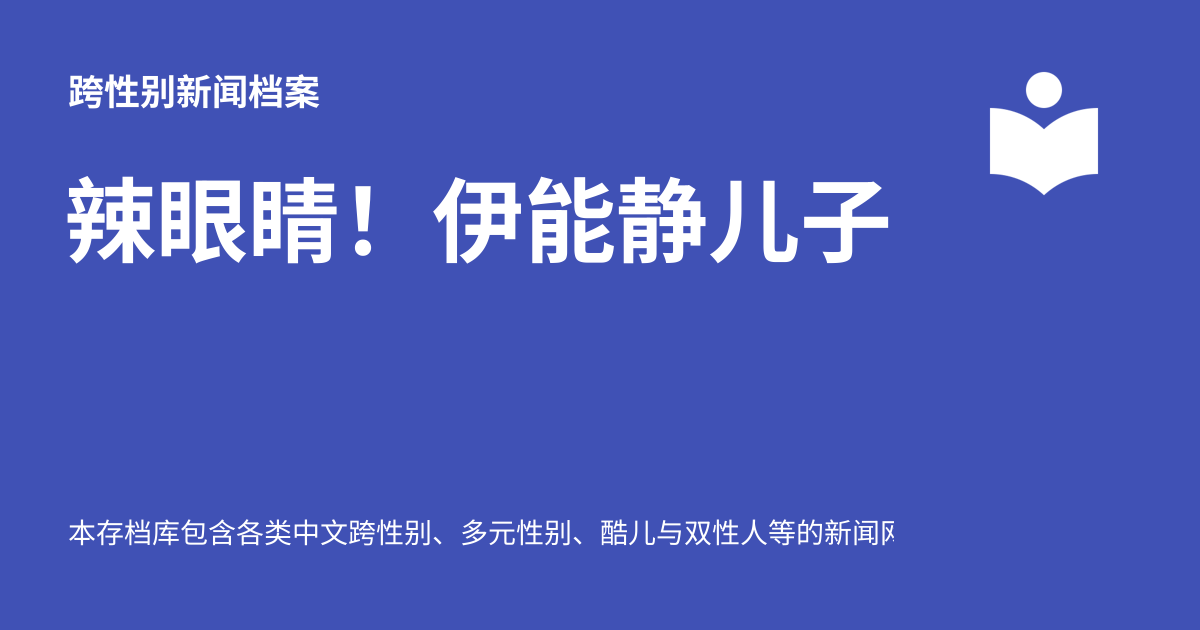 跨性别新闻档案
辣眼睛！伊能静儿子
本存档库包含各类中文跨性别、多元性别、酷儿与双性人等的新闻